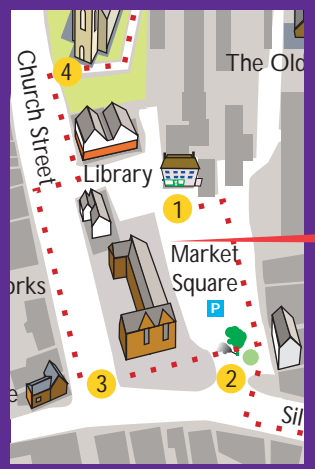 4
The Old
Church Street
Library
1
Market
Square
P
orks
e
3
2
Sil